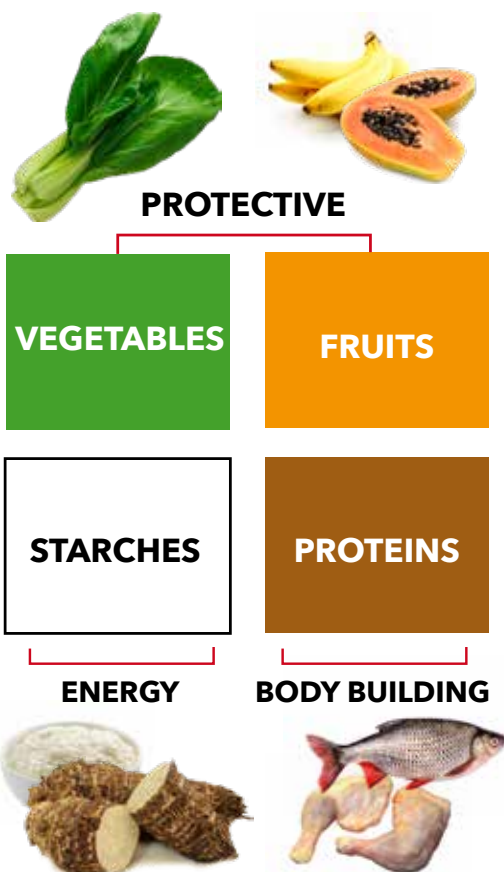 PROTECTIVE
VEGETABLES
FRUITS
STARCHES
PROTEINS
ENERGY
BODY BUILDING